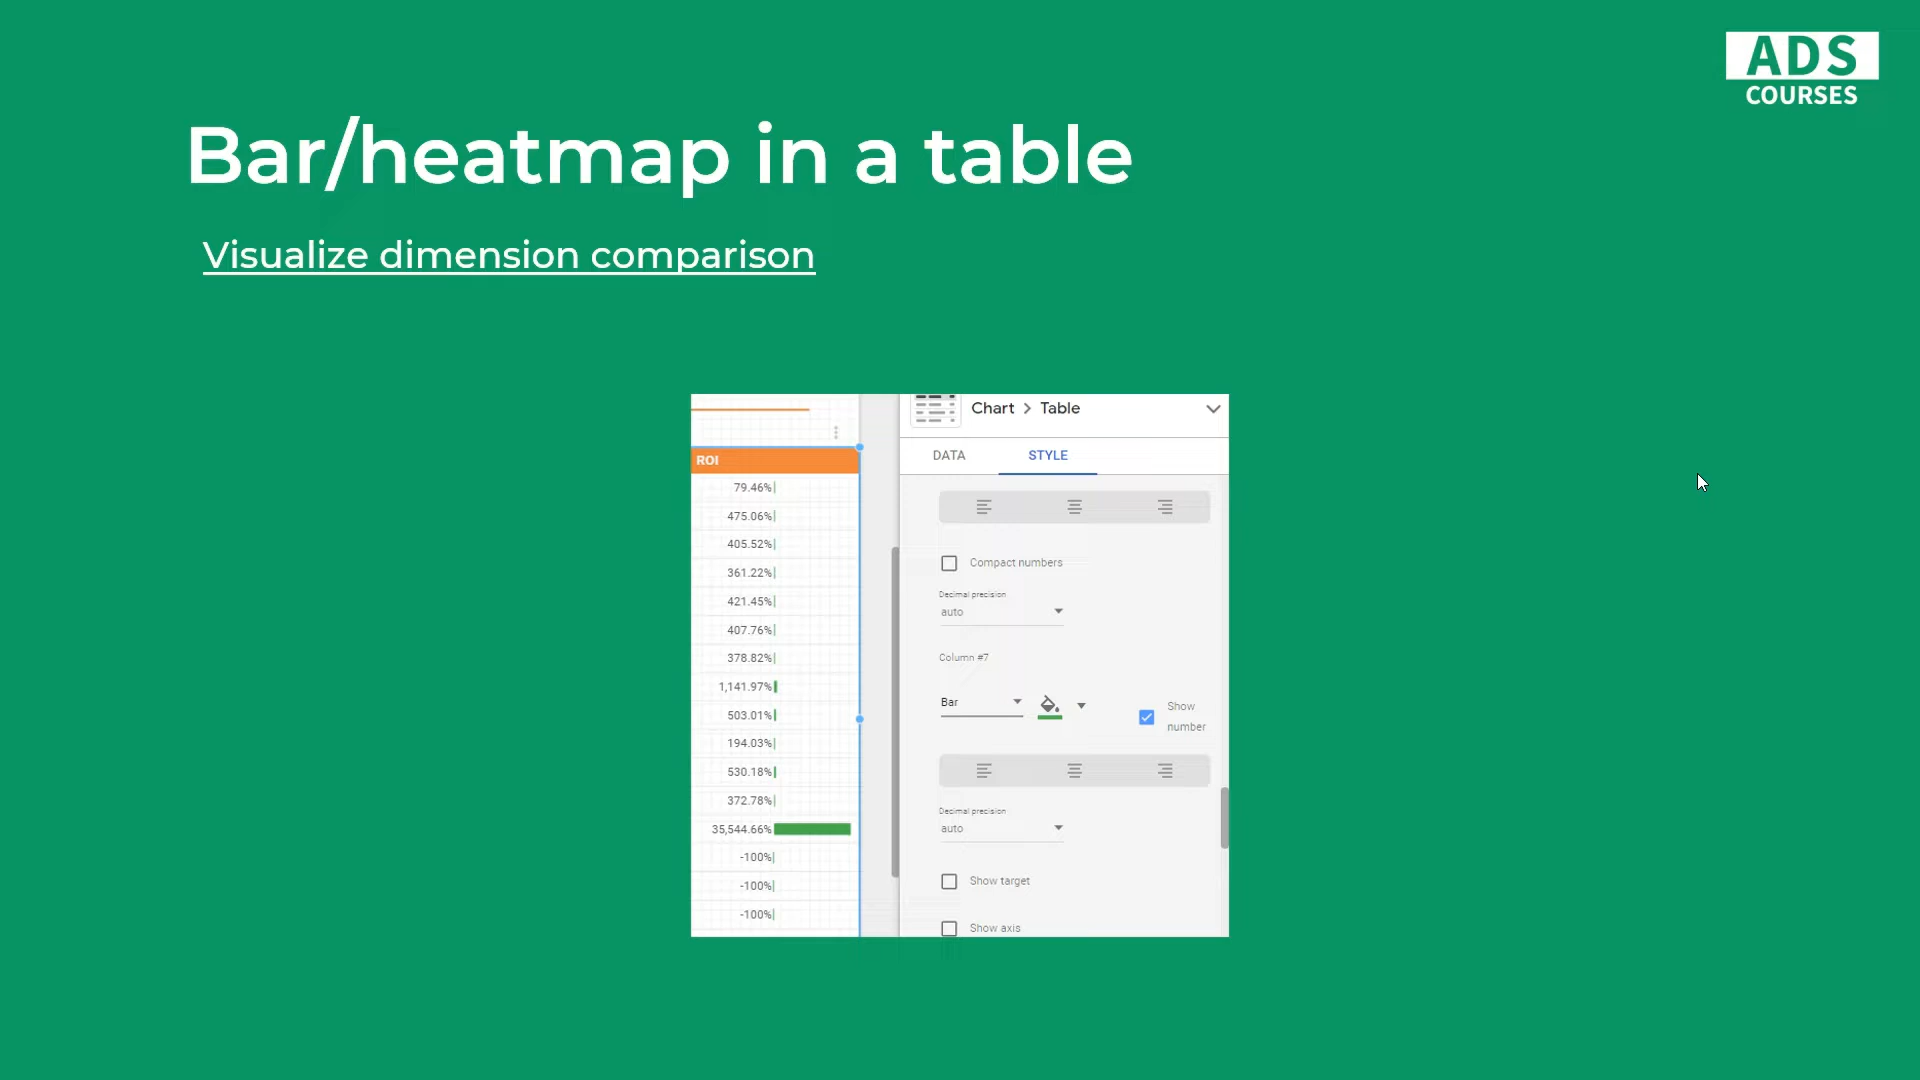 ADS
COURSES
Bar/heatmap in a table
Visualize dimension comparison
Chart > Table
DATA
STYLE
ROI
79.46%
475.06%
405.52%
361.22%
421.45%
407.76%
378.82%
1,141.97%
503.01%
194.03%
530.18%
372.78%
35,544.66%
-100%
-100%
-100%
Compact numbers
Decimal precision
auto
Column #7
Bar
Show
number
Decimal precision
auto
Show target
Show axis